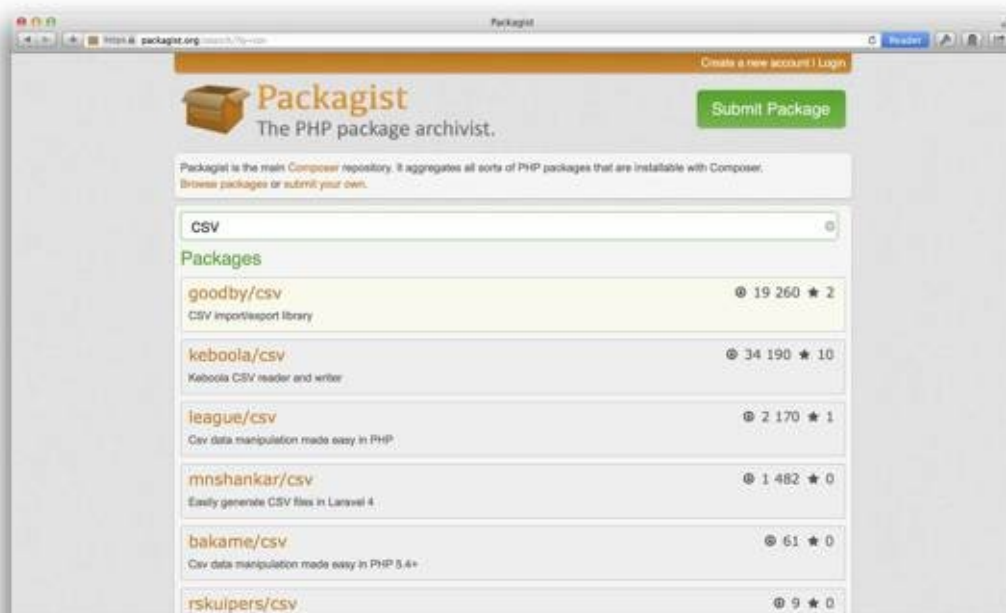 Packagist
packagist.org
Reader
Create a new account | Login
Packagist
The PHP package archivist.
Submit Package
Packagist is the main Composer repository. It aggregates all sorts of PHP packages that are installable with Composer.
Browse packages or submit your own.
CSV
Packages
goodby/csv 19 260 ★ 2
CSV import/export library
keboola/csv 34 190 ★ 10
Keboola CSV reader and writer
league/csv 2 170 ★ 1
Csv data manipulation made easy in PHP
mnshankar/csv 1 482 ★ 0
Easily generate CSV files in Laravel 4
bakame/csv 61 ★ 0
Csv data manipulation made easy in PHP 5.4+
rskuipers/csv 9 ★ 0